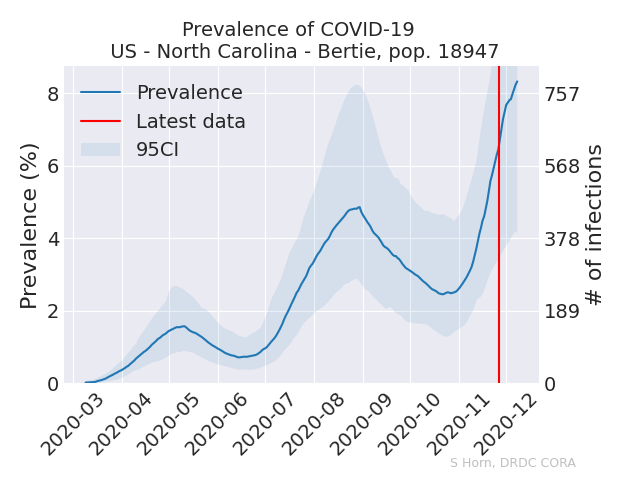 Prevalence of COVID-19
US - North Carolina - Bertie, pop. 18947
Prevalence
Latest data
95CI
Prevalence (%)
8
6
4
2
0
757
568
378
189
0
# of infections
2020-03
2020-04
2020-05
2020-06
2020-07
2020-08
2020-09
2020-10
2020-11
2020-12
S Horn, DRDC CORA